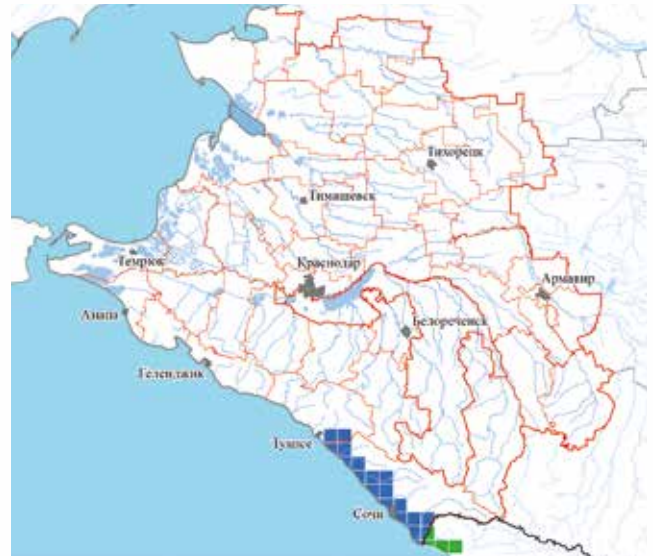 Тихорецк
Тимашевск
Темрюк
Краснодар
Армавир
Анапа
Белореченск
Геленджик
Туапсе
Сочи